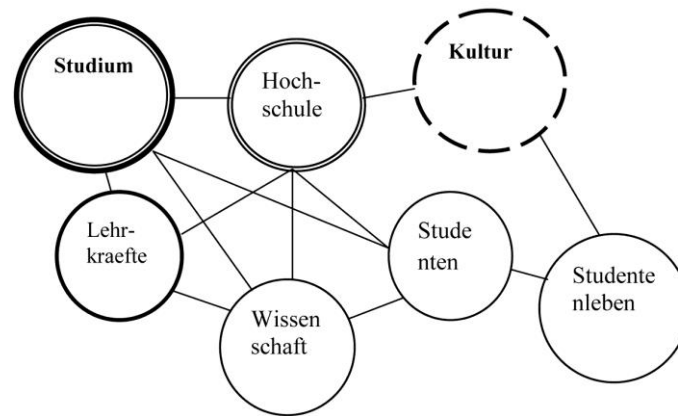 Studium
Hoch-
schule
Kultur
Lehr-
kraefte
Stude
nten
Studente
nleben
Wissen
schaft